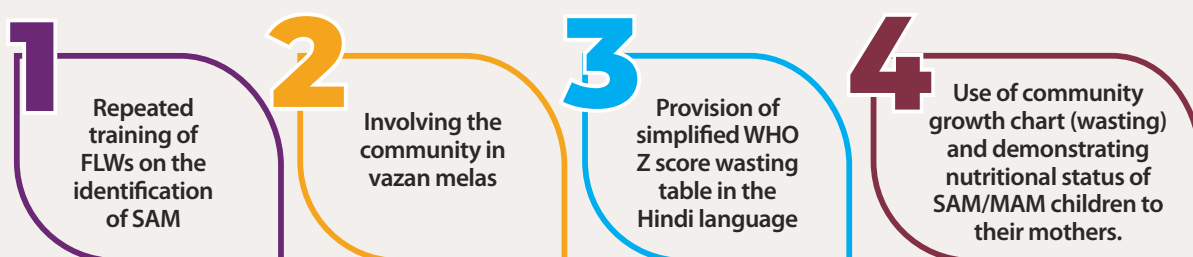 1
Repeated
training of
FLWs on the
identification
of SAM
2
Involving the
community in
vazan melas
3
Provision of
simplified WHO
Z score wasting
table in the
Hindi language
4
Use of community
growth chart (wasting)
and demonstrating
nutritional status of
SAM/MAM children to
their mothers.